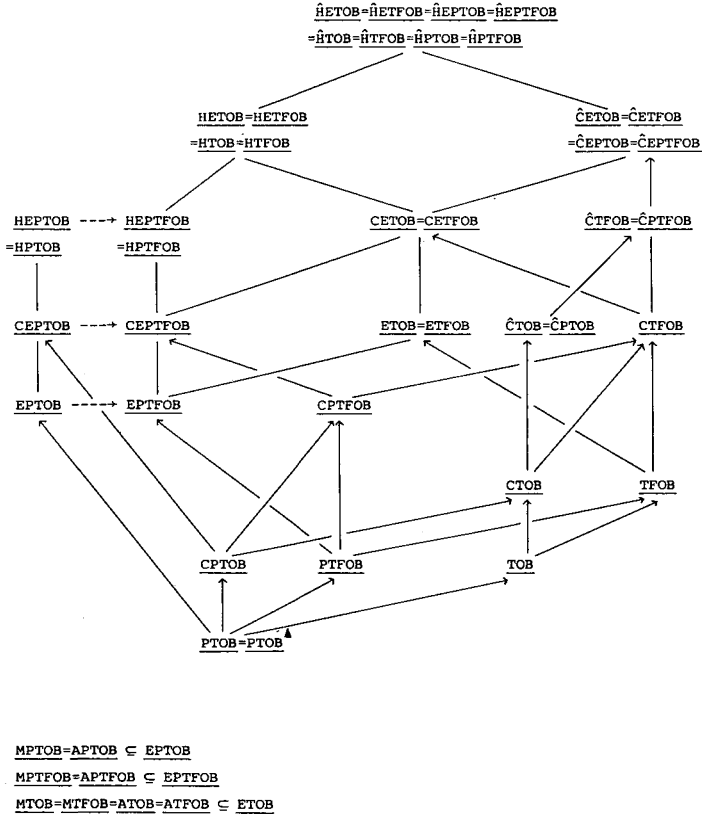 ĤETOB=ĤETFOB=ĤEPTOB=ĤEPTFOB
=ĤTOB=ĤTFOB=ĤPTOB=ĤPTFOB
HETOB=HETFOB ĈETOB=ĈETFOB
=HTOB=HTFOB =ĈEPTOB=ĈEPTFOB
HEPTOB HEPTFOB CETOB=CETFOB ĈTFOB=ĈPTFOB
=HPTOB =HPTFOB
CEPTOB CEPTFOB ETOB=ETFOB ĈTOB=ĈPTOB CTFOB
EPTOB EPTFOB CPTFOB
CTOB TFOB
CPTOB PTFOB TOB
PTOB=PTOB▲
MPTOB=APTOB ⊆ EPTOB
MPTFOB=APTFOB ⊆ EPTFOB
MTOB=MTFOB=ATOB=ATFOB ⊆ ETOB